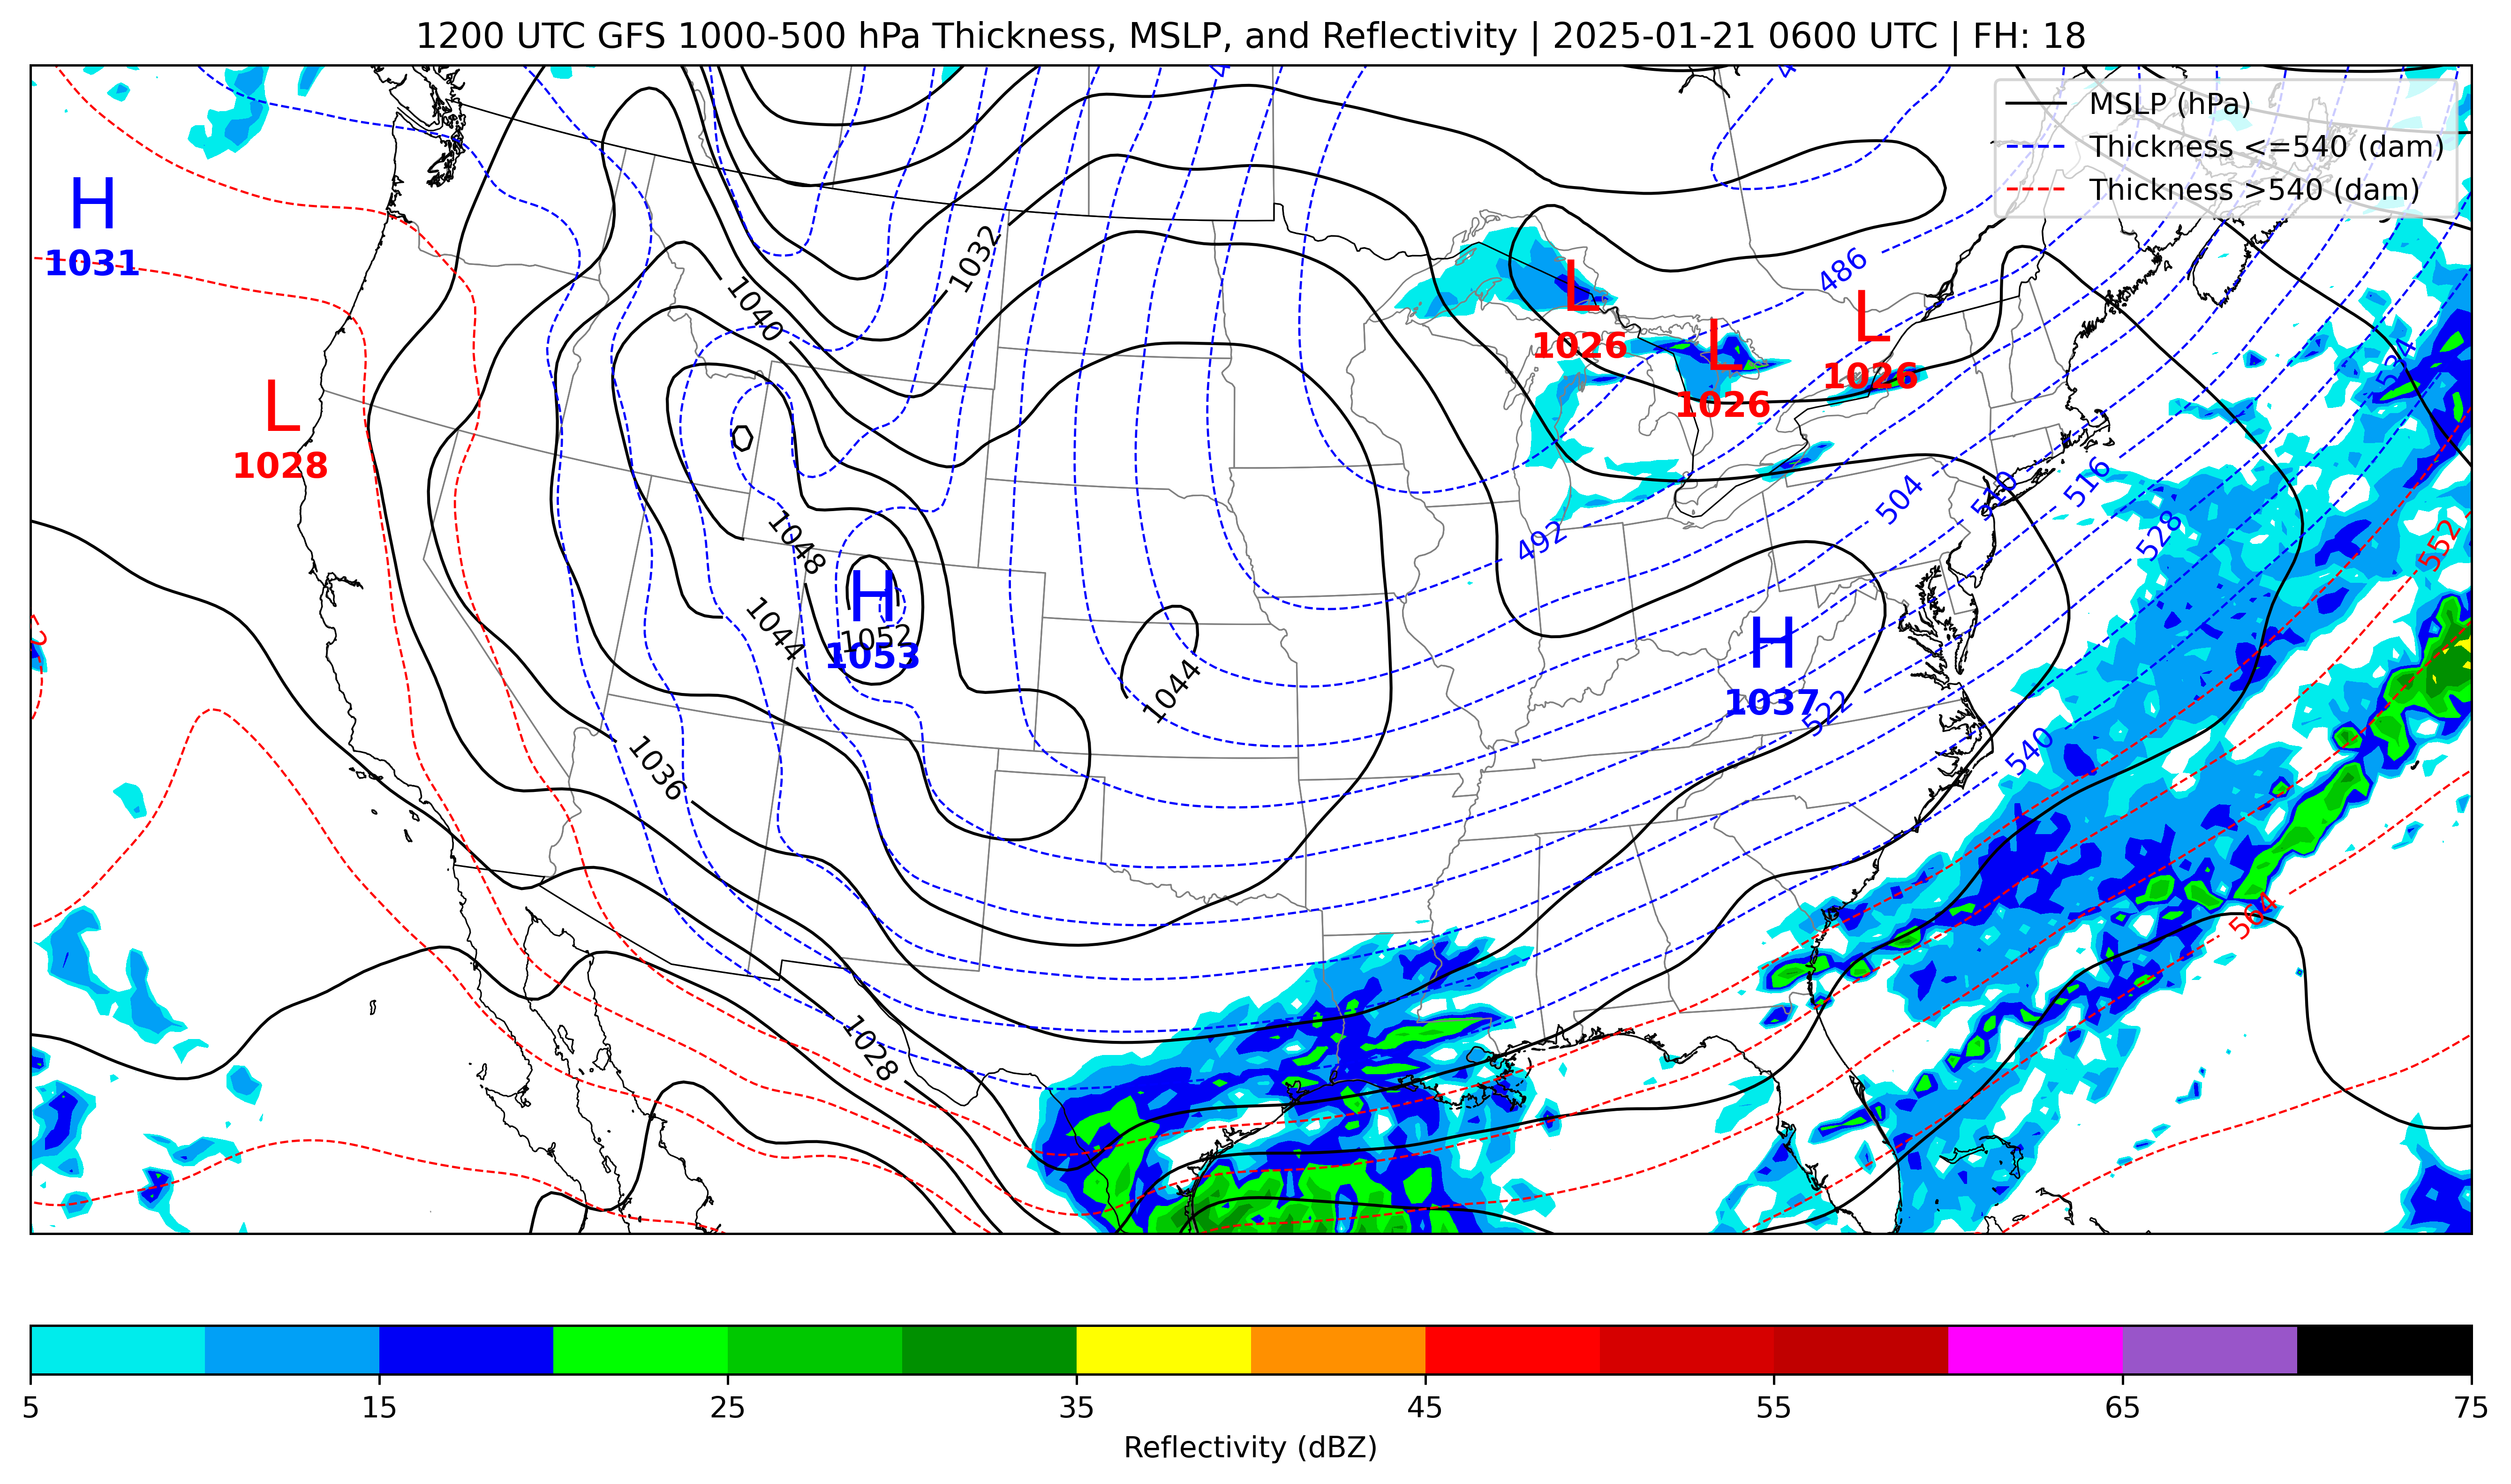 1200 UTC GFS 1000-500 hPa Thickness, MSLP, and Reflectivity | 2025-01-21 0600 UTC | FH: 18
MSLP (hPa)
Thickness <=540 (dam)
Thickness >540 (dam)
H
1031
1032
486
L
1026
L
1026
L
1026
1040
534
L
1028
492
504
510
516
528
552
1048
H
1052
1053
1044
1044
H
1037
522
540
1036
564
1028
5
15
25
35
45
55
65
75
Reflectivity (dBZ)